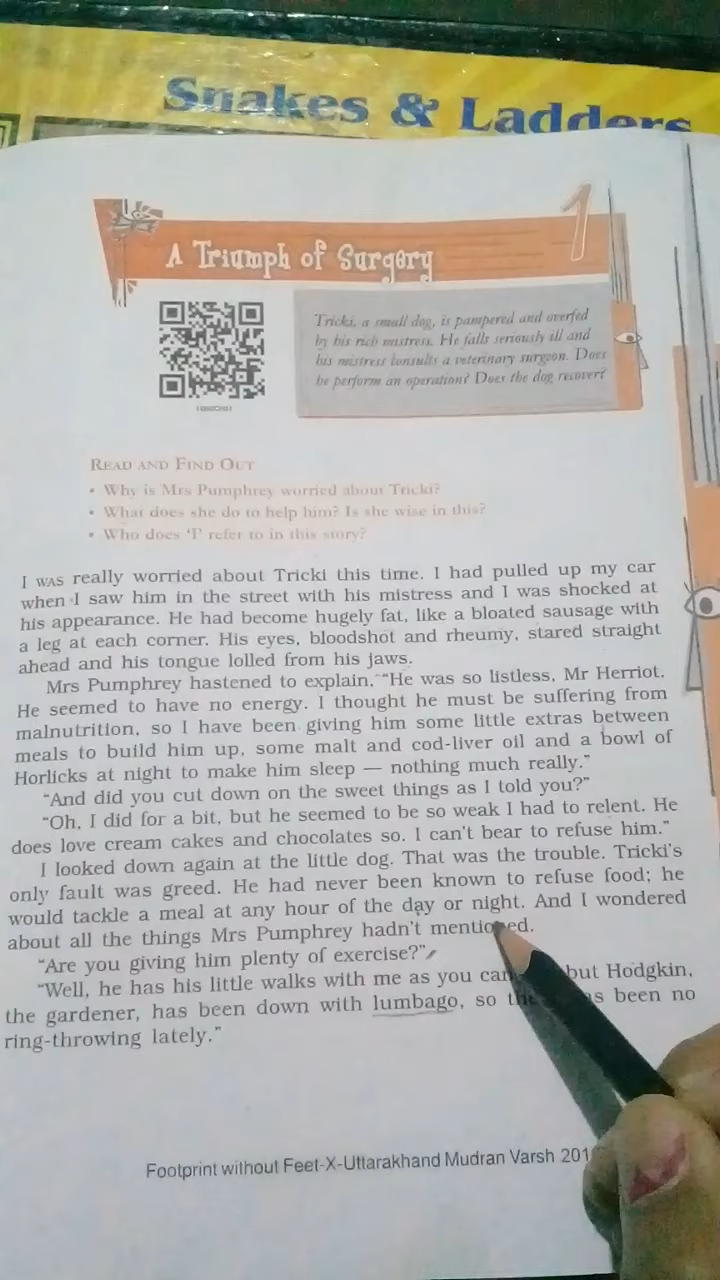 Snakes & Ladders
1
A Triumph of Surgery
Tricki, a small dog, is pampered and overfed
by his rich mistress. He falls seriously ill and
his mistress consults a veterinary surgeon. Does
he perform an operation? Does the dog recover?
READ AND FIND OUT
• Why is Mrs Pumphrey worried about Tricki?
• What does she do to help him? Is she wise in this?
• Who does ‘I’ refer to in this story?
I WAS really worried about Tricki this time. I had pulled up my car
when I saw him in the street with his mistress and I was shocked at
his appearance. He had become hugely fat, like a bloated sausage with
a leg at each corner. His eyes, bloodshot and rheumy, stared straight
ahead and his tongue lolled from his jaws.
Mrs Pumphrey hastened to explain, “He was so listless, Mr Herriot.
He seemed to have no energy. I thought he must be suffering from
malnutrition, so I have been giving him some little extras between
meals to build him up, some malt and cod-liver oil and a bowl of
Horlicks at night to make him sleep — nothing much really.”
“And did you cut down on the sweet things as I told you?”
“Oh, I did for a bit, but he seemed to be so weak I had to relent. He
does love cream cakes and chocolates so. I can’t bear to refuse him.”
I looked down again at the little dog. That was the trouble. Tricki’s
only fault was greed. He had never been known to refuse food; he
would tackle a meal at any hour of the day or night. And I wondered
about all the things Mrs Pumphrey hadn’t mentioned.
“Are you giving him plenty of exercise?”
“Well, he has his little walks with me as you can but Hodgkin,
the gardener, has been down with lumbago, so has been no
ring-throwing lately.”
Footprint without Feet-X-Uttarakhand Mudran Varsh 201